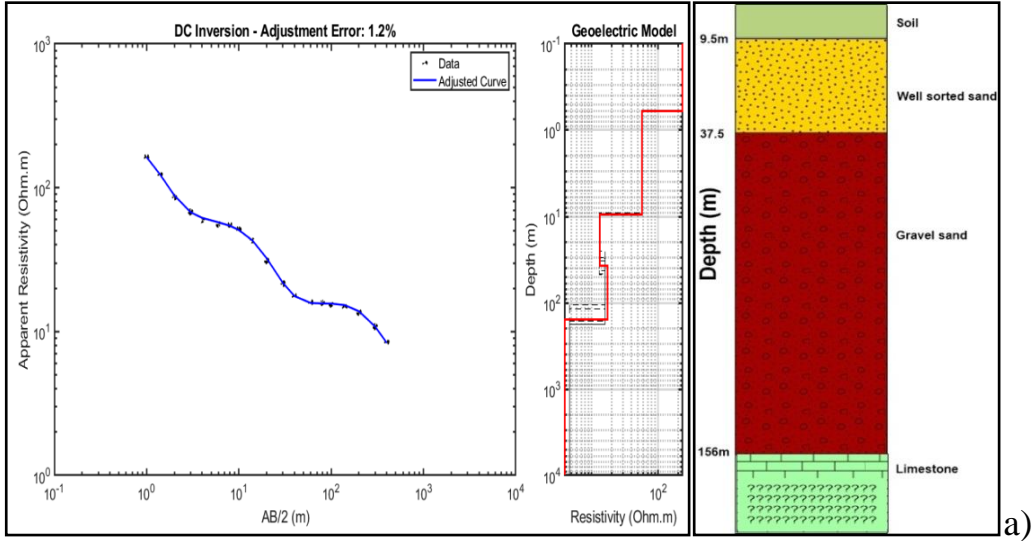 DC Inversion - Adjustment Error: 1.2%
Data
Adjusted Curve
10^3
10^2
10^1
10^0
Apparent Resistivity (Ohm.m)
10^-1
10^0
10^1
10^2
10^3
10^4
AB/2 (m)
Geoelectric Model
10^-1
10^0
10^1
10^2
10^3
10^4
Depth (m)
10^2
Resistivity (Ohm.m)
Depth (m)
9.5m
37.5
156m
Soil
Well sorted sand
Gravel sand
Limestone
????????????????
????????????????
????????????????
????????????????
a)